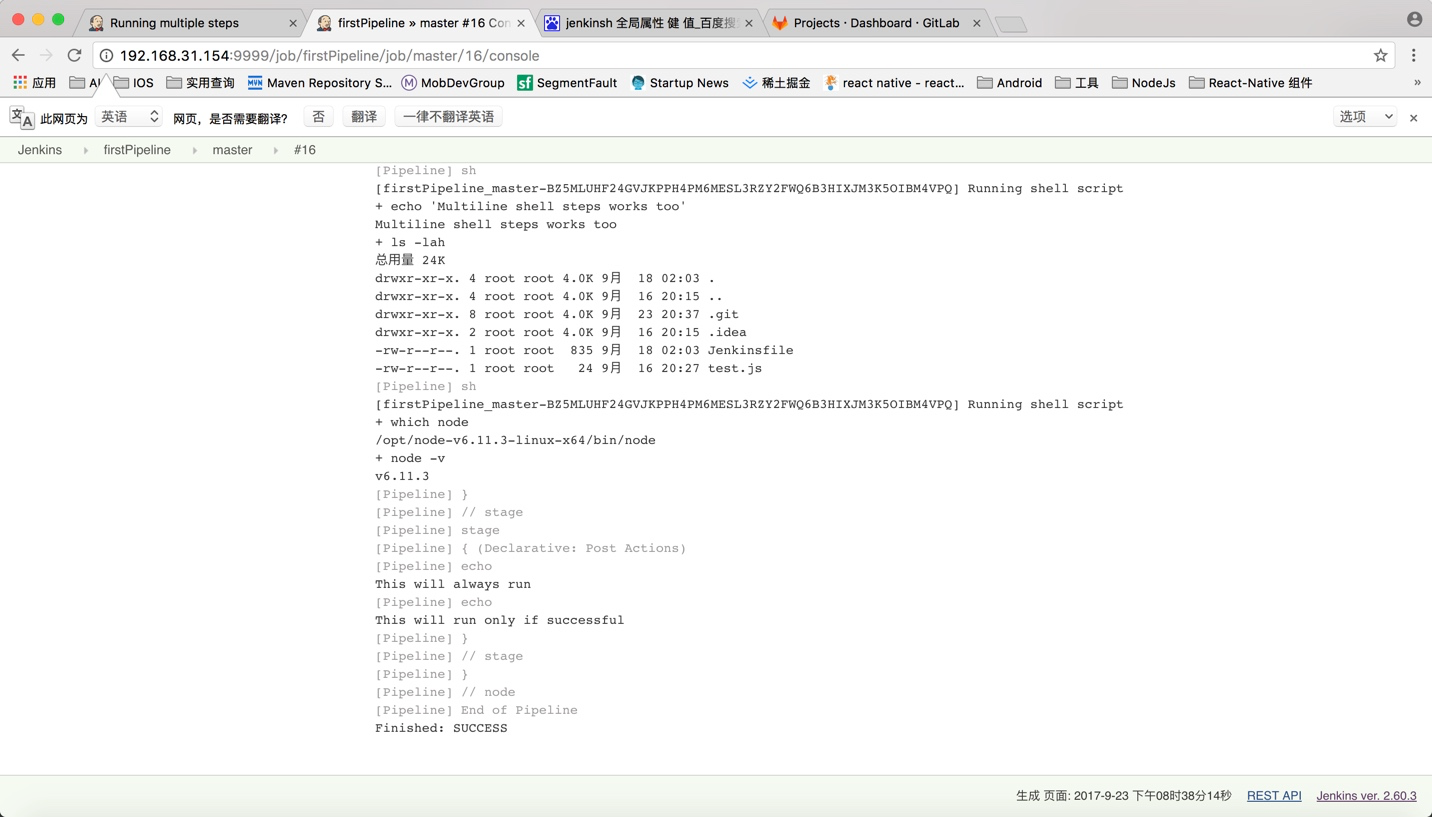 Running multiple steps
firstPipeline » master #16 Con
jenkinsh 全局属性 健 值_百度搜
Projects · Dashboard · GitLab
192.168.31.154:9999/job/firstPipeline/job/master/16/console
应用 AI IOS 实用查询 MVN Maven Repository S... M MobDevGroup sf SegmentFault Startup News 稀土掘金 react native - react... Android 工具 NodeJs React-Native 组件 »
文A 此网页为 英语 网页，是否需要翻译? 否 翻译 一律不翻译英语 选项
Jenkins firstPipeline master #16
[Pipeline] sh
[firstPipeline_master-BZ5MLUHF24GVJKPPH4PM6MESL3RZY2FWQ6B3HIXJM3K5OIBM4VPQ] Running shell script
+ echo 'Multiline shell steps works too'
Multiline shell steps works too
+ ls -lah
总用量 24K
drwxr-xr-x. 4 root root 4.0K 9月 18 02:03 .
drwxr-xr-x. 4 root root 4.0K 9月 16 20:15 ..
drwxr-xr-x. 8 root root 4.0K 9月 23 20:37 .git
drwxr-xr-x. 2 root root 4.0K 9月 16 20:15 .idea
-rw-r--r--. 1 root root 835 9月 18 02:03 Jenkinsfile
-rw-r--r--. 1 root root 24 9月 16 20:27 test.js
[Pipeline] sh
[firstPipeline_master-BZ5MLUHF24GVJKPPH4PM6MESL3RZY2FWQ6B3HIXJM3K5OIBM4VPQ] Running shell script
+ which node
/opt/node-v6.11.3-linux-x64/bin/node
+ node -v
v6.11.3
[Pipeline] }
[Pipeline] // stage
[Pipeline] stage
[Pipeline] { (Declarative: Post Actions)
[Pipeline] echo
This will always run
[Pipeline] echo
This will run only if successful
[Pipeline] }
[Pipeline] // stage
[Pipeline] }
[Pipeline] // node
[Pipeline] End of Pipeline
Finished: SUCCESS
生成 页面: 2017-9-23 下午08时38分14秒 REST API Jenkins ver. 2.60.3